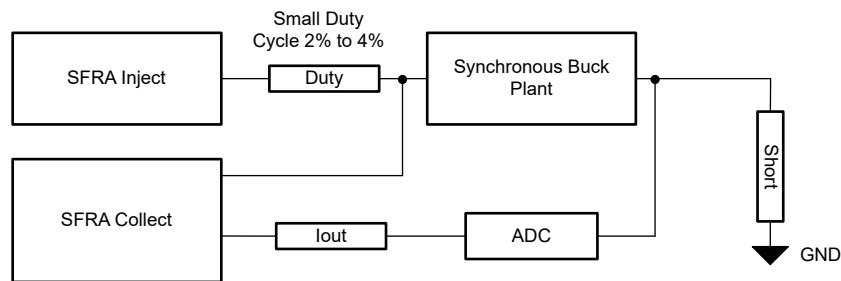 Small Duty
Cycle 2% to 4%
SFRA Inject
Duty
Synchronous Buck
Plant
Short
SFRA Collect
Iout
ADC
GND